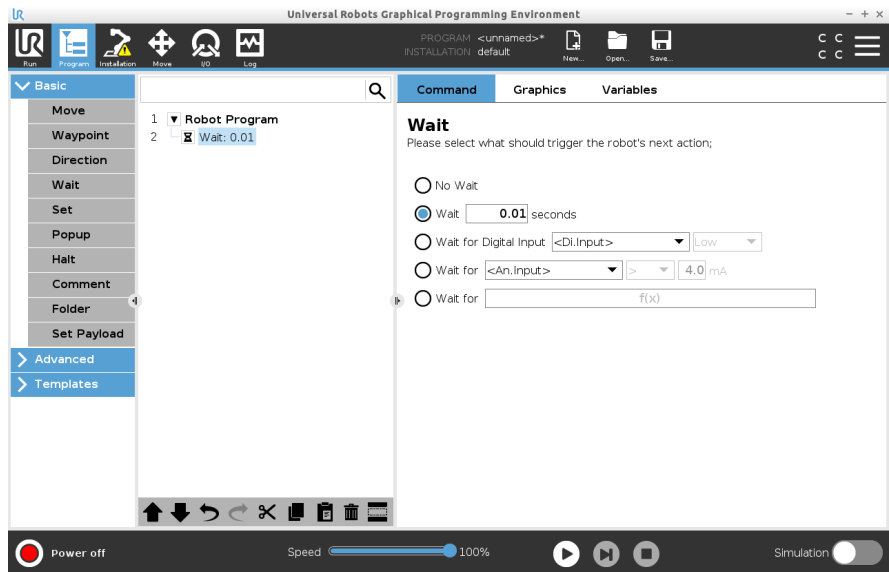 UR Universal Robots Graphical Programming Environment
UR
Run Program Installation Move I/O Log
PROGRAM <unnamed>*
INSTALLATION default
New... Open... Save...
C C
C C
Basic
Move
Waypoint
Direction
Wait
Set
Popup
Halt
Comment
Folder
Set Payload
Advanced
Templates
1 Robot Program
2 Wait: 0.01
Command Graphics Variables
Wait
Please select what should trigger the robot's next action;
No Wait
Wait 0.01 seconds
Wait for Digital Input <Di.Input> Low
Wait for <An.Input> > 4.0 mA
Wait for f(x)
Power off
Speed 100%
Simulation